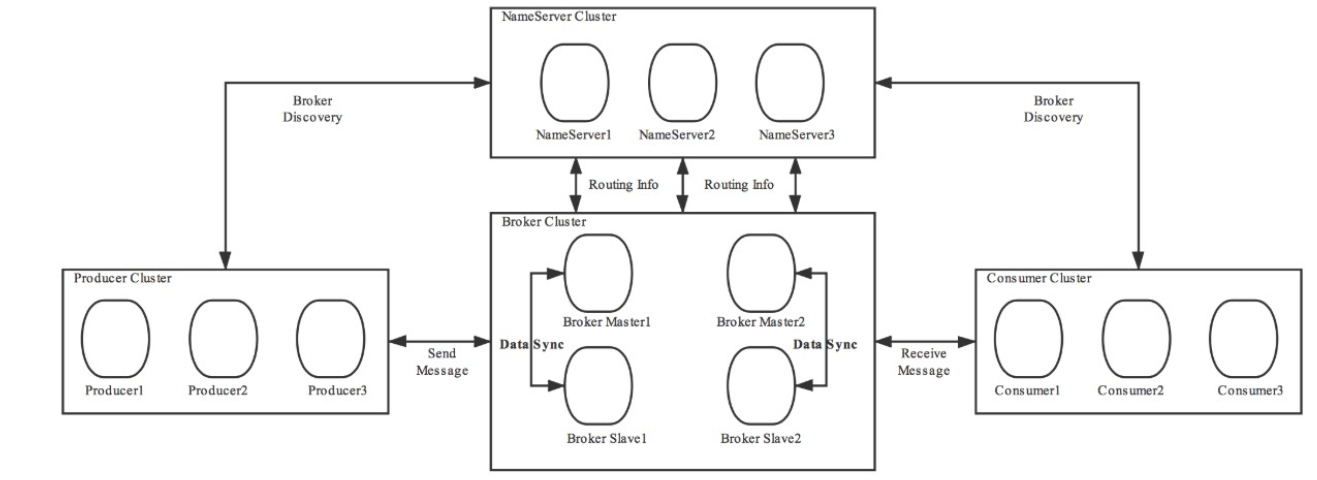 NameServer Cluster
NameServer1
NameServer2
NameServer3
Broker
Discovery
Broker
Discovery
Routing Info
Routing Info
Broker Cluster
Broker Master1
Broker Master2
Data Sync
Data Sync
Broker Slave1
Broker Slave2
Producer Cluster
Producer1
Producer2
Producer3
Send
Message
Receive
Message
Consumer Cluster
Consumer1
Consumer2
Consumer3